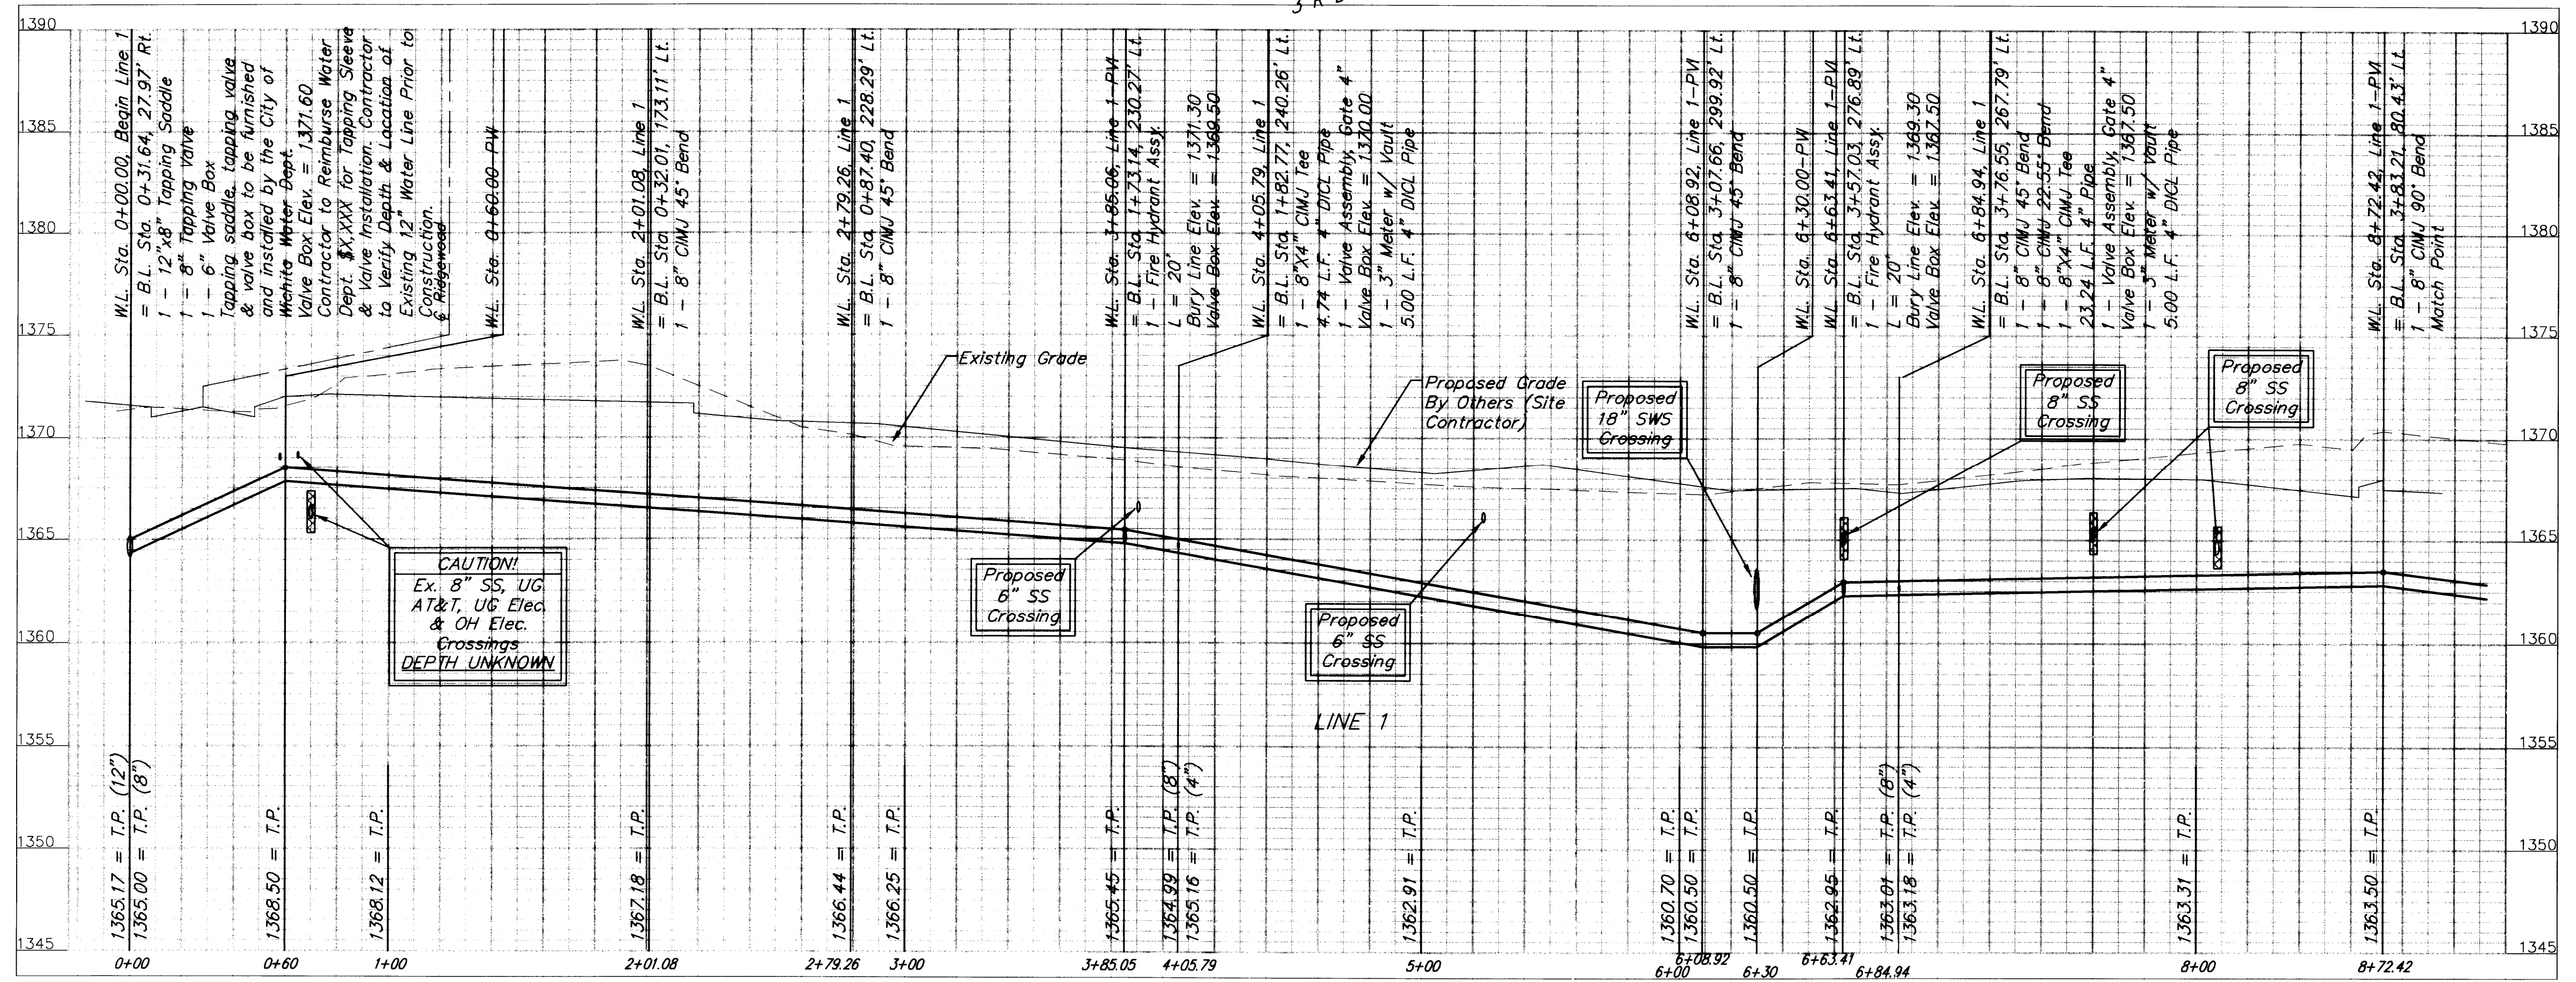 3 R D
1390
1385
1380
1375
1370
1365
1360
1355
1350
1345
W.L. Sta. 0+00.00, Begin Line 1
= B.L. Sta. 0+31.64, 27.97' Rt.
1 - 12"x8" Tapping Saddle
1 - 8" Tapping Valve
1 - 6" Valve Box
Tapping saddle, tapping valve
& valve box to be furnished
and installed by the City of
Wichita Water Dept.
Valve Box Elev. = 1371.60
Contractor to Reimburse Water
Dept. $X,XXX for Tapping Sleeve
& Valve Installation. Contractor
to Verify Depth & Location of
Existing 12" Water Line Prior to
Construction.
℄ Ridgewood
W.L. Sta. 0+60.00-PVI
W.L. Sta. 2+01.08, Line 1
= B.L. Sta 0+32.01, 173.11' Lt.
1 - 8" CIMJ 45° Bend
W.L. Sta. 2+79.26, Line 1
= B.L. Sta. 0+87.40, 228.29' Lt.
1 - 8" CIMJ 45° Bend
W.L. Sta. 3+85.06, Line 1-PVI
= B.L. Sta. 1+73.14, 230.27' Lt.
1 - Fire Hydrant Assy.
L = 20'
Bury Line Elev. = 1371.30
Valve Box Elev. = 1369.50
W.L. Sta. 4+05.79, Line 1
= B.L. Sta. 1+82.77, 240.26' Lt.
1 - 8"X4" CIMJ Tee
4.74 L.F. 4" DICL Pipe
1 - Valve Assembly, Gate 4"
Valve Box Elev. = 1370.00
1 - 3" Meter w/ Vault
5.00 L.F. 4" DICL Pipe
W.L. Sta. 6+08.92, Line 1-PVI
= B.L. Sta. 3+07.66, 299.92' Lt.
1 - 8" CIMJ 45° Bend
W.L. Sta. 6+30.00-PVI
W.L. Sta. 6+63.41, Line 1-PVI
= B.L. Sta. 3+57.03, 276.89' Lt.
1 - Fire Hydrant Assy.
L = 20'
Bury Line Elev. = 1369.30
Valve Box Elev. = 1367.50
W.L. Sta. 6+84.94, Line 1
= B.L. Sta. 3+76.55, 267.79' Lt.
1 - 8" CIMJ 45° Bend
1 - 8" CIMJ 22.55° Bend
1 - 8"X4" CIMJ Tee
23.24 L.F. 4" Pipe
1 - Valve Assembly, Gate 4"
Valve Box Elev. = 1367.50
1 - 3" Meter w/ Vault
5.00 L.F. 4" DICL Pipe
W.L. Sta. 8+72.42, Line 1-PVI
= B.L. Sta. 3+83.21, 80.43' Lt.
1 - 8" CIMJ 90° Bend
Match Point
1390
1385
1380
1375
1370
1365
1360
1355
1350
1345
Existing Grade
Proposed Grade
By Others (Site
Contractor)
Proposed
18" SWS
Crossing
Proposed
8" SS
Crossing
Proposed
8" SS
Crossing
CAUTION!
Ex. 8" SS, UG
AT&T, UG Elec.
& OH Elec.
Crossings
DEPTH UNKNOWN
Proposed
6" SS
Crossing
Proposed
6" SS
Crossing
LINE 1
1365.17 = T.P. (12")
1365.00 = T.P. (8")
1368.50 = T.P.
1368.12 = T.P.
1367.18 = T.P.
1366.44 = T.P.
1366.25 = T.P.
1365.45 = T.P.
1364.99 = T.P. (8")
1365.16 = T.P. (4")
1362.91 = T.P.
1360.70 = T.P.
1360.50 = T.P.
1360.50 = T.P.
1362.95 = T.P.
1363.01 = T.P. (8")
1363.18 = T.P. (4")
1363.31 = T.P.
1363.50 = T.P.
0+00
0+60
1+00
2+01.08
2+79.26
3+00
3+85.05
4+05.79
5+00
6+00
6+08.92
6+30
6+63.41
6+84.94
8+00
8+72.42